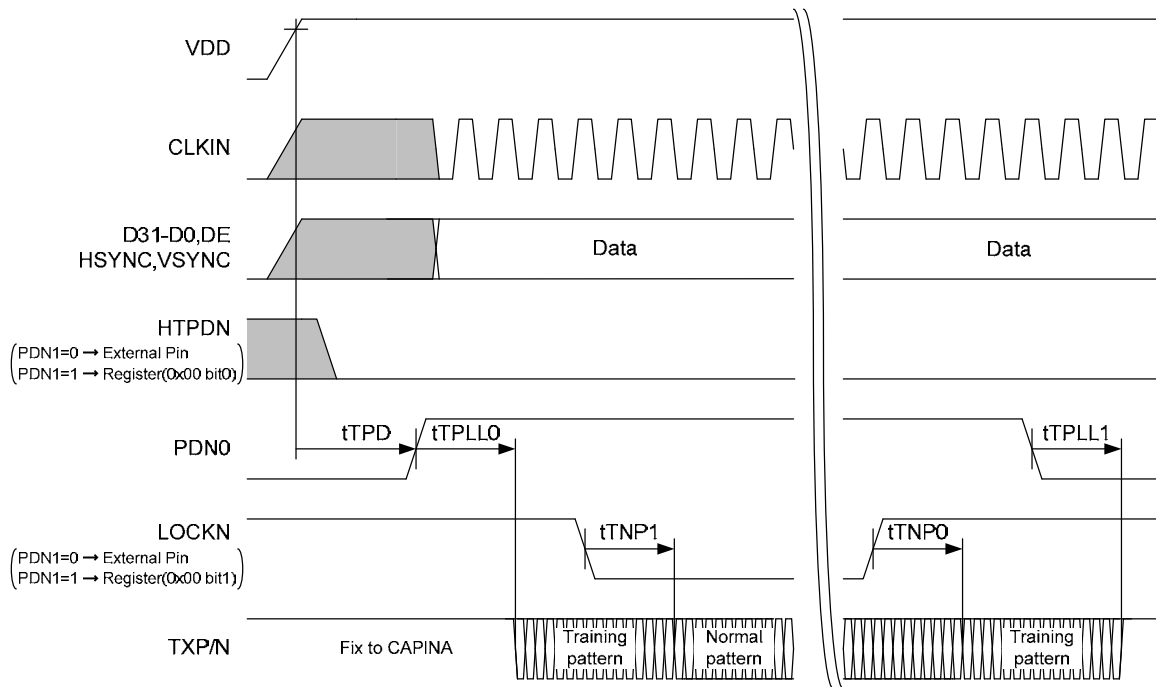 VDD
CLKIN
D31-D0,DE
HSYNC,VSYNC
Data
Data
HTPDN
(PDN1=0 → External Pin
PDN1=1 → Register(0x00 bit0))
PDN0
tTPD
tTPLL0
tTPLL1
LOCKN
(PDN1=0 → External Pin
PDN1=1 → Register(0x00 bit1))
tTNP1
tTNP0
TXP/N
Fix to CAPINA
Training
pattern
Normal
pattern
Training
pattern